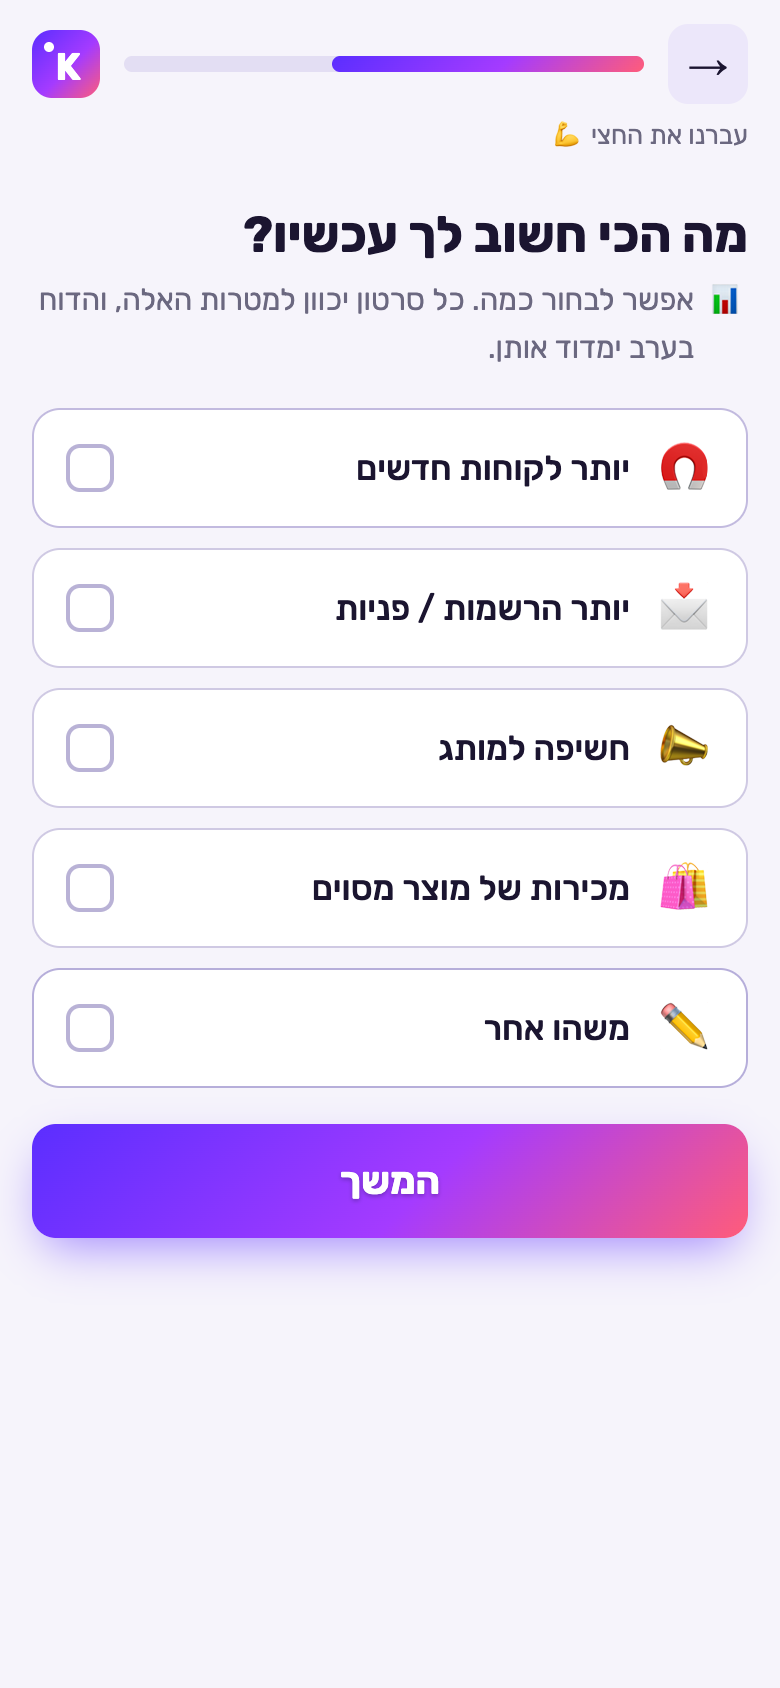 K
עברנו את החצי 💪
מה הכי חשוב לך עכשיו?
📊 אפשר לבחור כמה. כל סרטון יכוון למטרות האלה, והדוח
בערב ימדוד אותן.
יותר לקוחות חדשים
יותר הרשמות / פניות
חשיפה למותג
מכירות של מוצר מסוים
משהו אחר
המשך